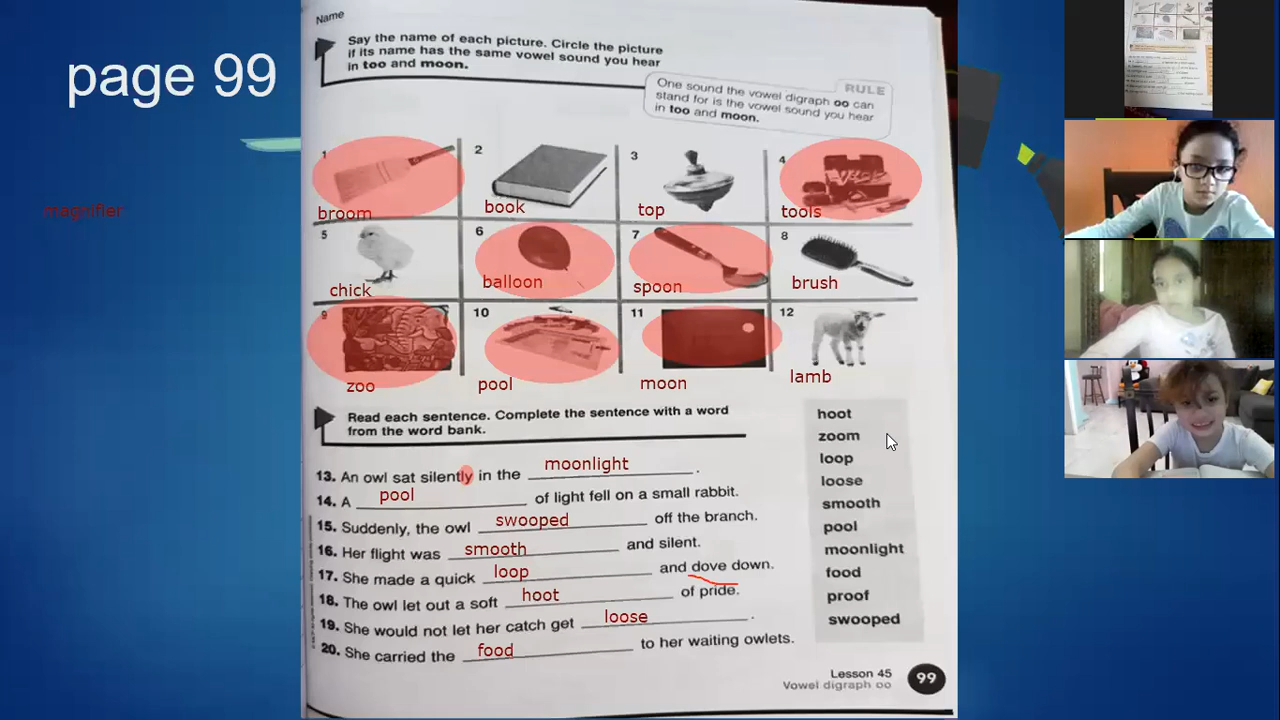 page 99
magnifier
Name
Say the name of each picture. Circle the picture
if its name has the same vowel sound you hear
in too and moon.
RULE
One sound the vowel digraph oo can
stand for is the vowel sound you hear
in too and moon.
1 broom
2 book
3 top
4 tools
5 chick
6 balloon
7 spoon
8 brush
9 zoo
10 pool
11 moon
12 lamb
Read each sentence. Complete the sentence with a word
from the word bank.
13. An owl sat silently in the moonlight.
14. A pool of light fell on a small rabbit.
15. Suddenly, the owl swooped off the branch.
16. Her flight was smooth and silent.
17. She made a quick loop and dove down.
18. The owl let out a soft hoot of pride.
19. She would not let her catch get loose.
20. She carried the food to her waiting owlets.
hoot
zoom
loop
loose
smooth
pool
moonlight
food
proof
swooped
Lesson 45
Vowel digraph oo
99